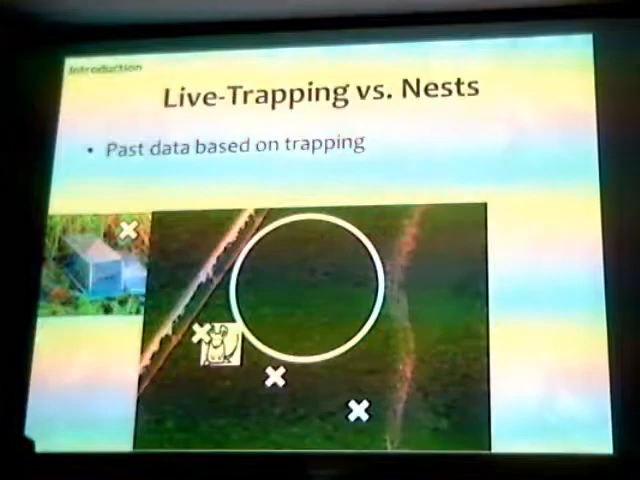 Introduction
Live-Trapping vs. Nests
• Past data based on trapping